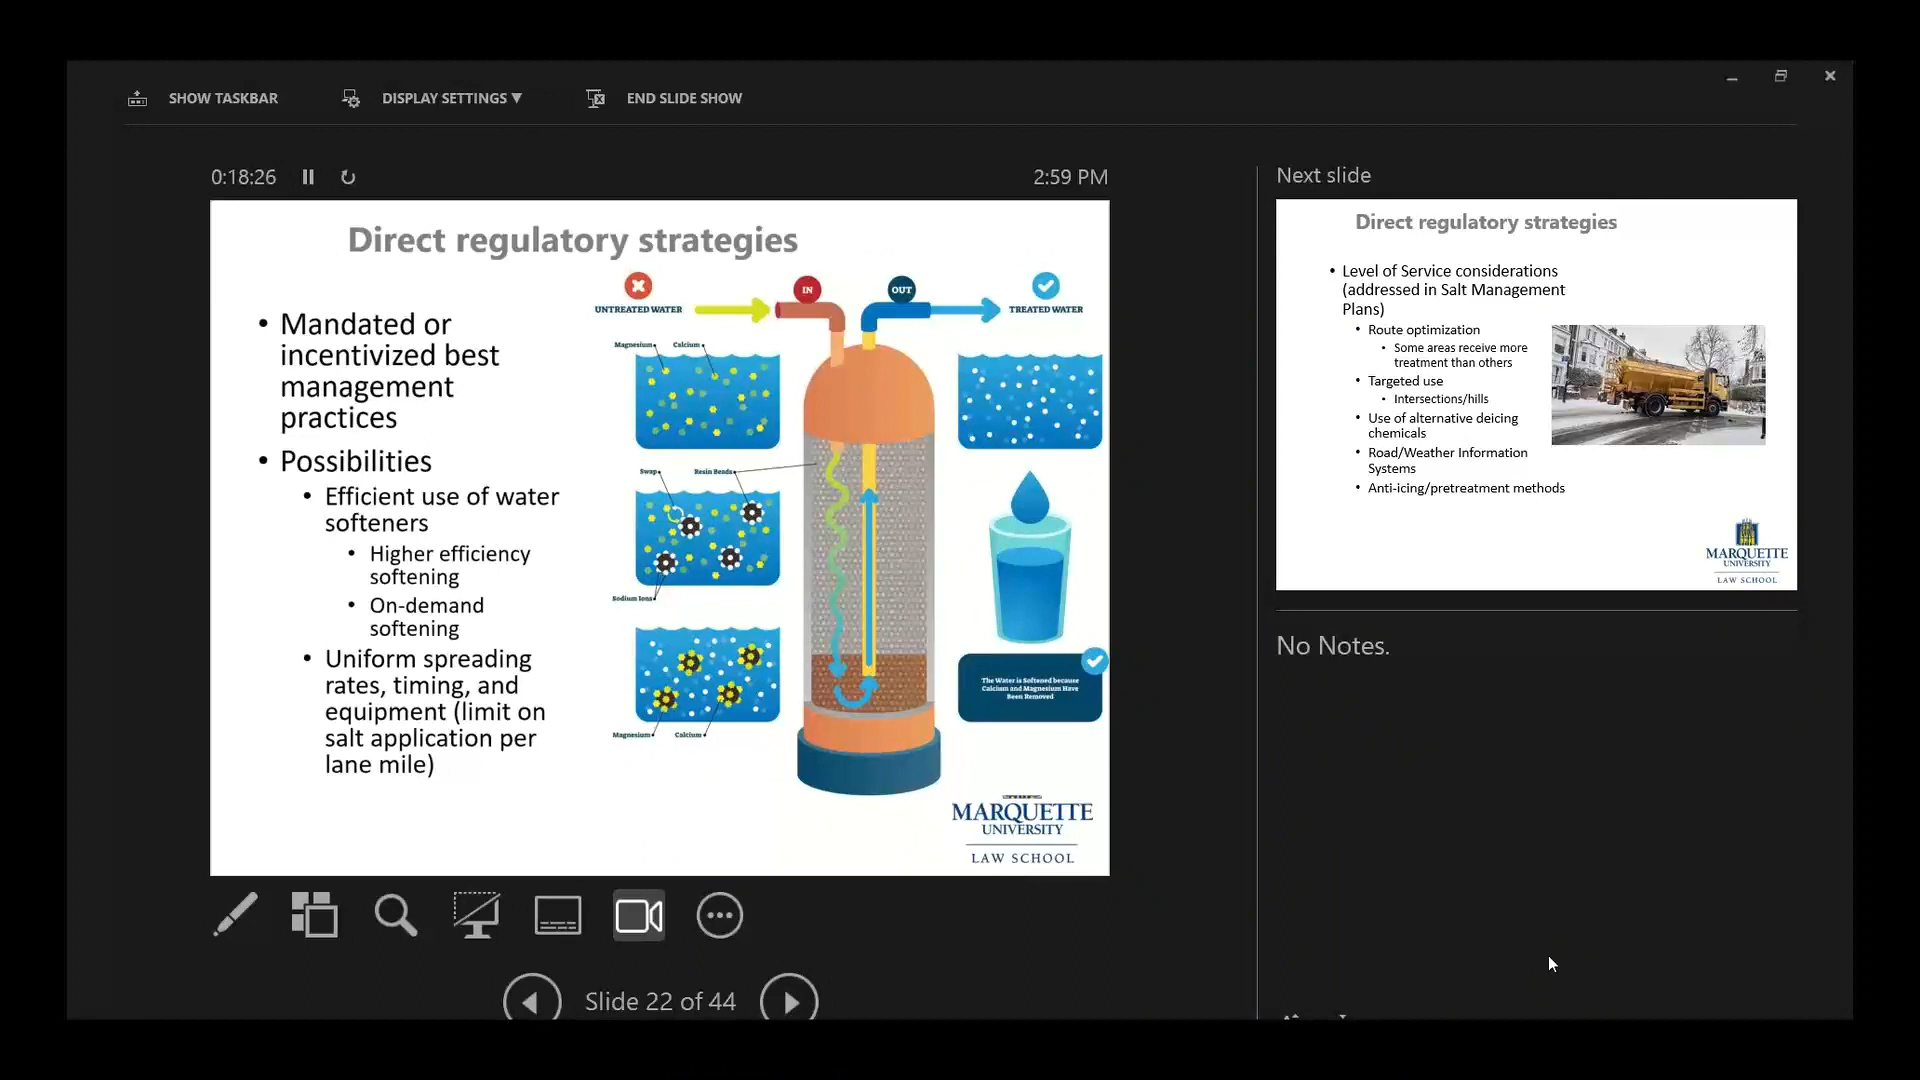 SHOW TASKBAR
DISPLAY SETTINGS ▼
END SLIDE SHOW
0:18:26
2:59 PM
Direct regulatory strategies
• Mandated or
incentivized best
management
practices
• Possibilities
• Efficient use of water
softeners
• Higher efficiency
softening
• On-demand
softening
• Uniform spreading
rates, timing, and
equipment (limit on
salt application per
lane mile)
UNTREATED WATER
IN
OUT
TREATED WATER
Magnesium
Calcium
Swap
Resin Beads
Sodium Ions
Magnesium
Calcium
The Water is Softened because
Calcium and Magnesium Have
Been Removed
MARQUETTE
UNIVERSITY
LAW SCHOOL
Slide 22 of 44
Next slide
Direct regulatory strategies
• Level of Service considerations
(addressed in Salt Management
Plans)
• Route optimization
• Some areas receive more
treatment than others
• Targeted use
• Intersections/hills
• Use of alternative deicing
chemicals
• Road/Weather Information
Systems
• Anti-icing/pretreatment methods
MARQUETTE
UNIVERSITY
LAW SCHOOL
No Notes.